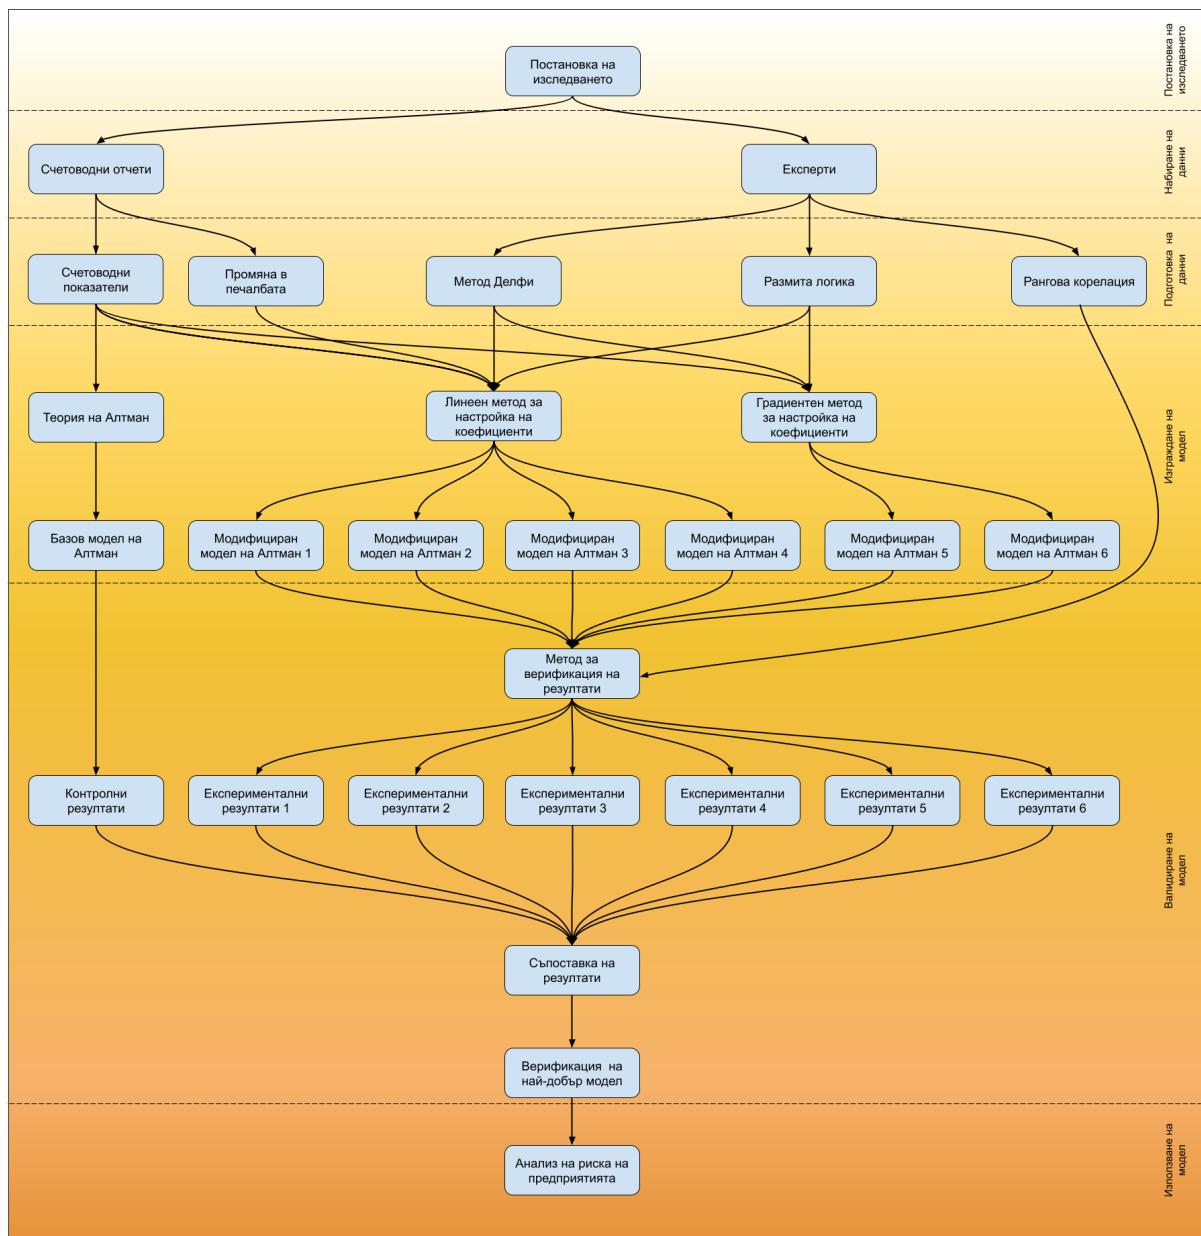 Постановка на
изследването
Постановка на
изследването
Счетоводни отчети
Експерти
Набиране на
данни
Счетоводни
показатели
Промяна в
печалбата
Метод Делфи
Размита логика
Рангова корелация
Подготовка на
данни
Теория на Алтман
Линеен метод за
настройка на
коефициенти
Градиентен метод
за настройка на
коефициенти
Изграждане на
модел
Базов модел на
Алтман
Модифициран
модел на Алтман 1
Модифициран
модел на Алтман 2
Модифициран
модел на Алтман 3
Модифициран
модел на Алтман 4
Модифициран
модел на Алтман 5
Модифициран
модел на Алтман 6
Метод за
верификация на
резултати
Контролни
резултати
Експериментални
резултати 1
Експериментални
резултати 2
Експериментални
резултати 3
Експериментални
резултати 4
Експериментални
резултати 5
Експериментални
резултати 6
Валидиране на
модел
Съпоставка на
резултати
Верификация на
най-добър модел
Анализ на риска на
предприятията
Използване на
модел